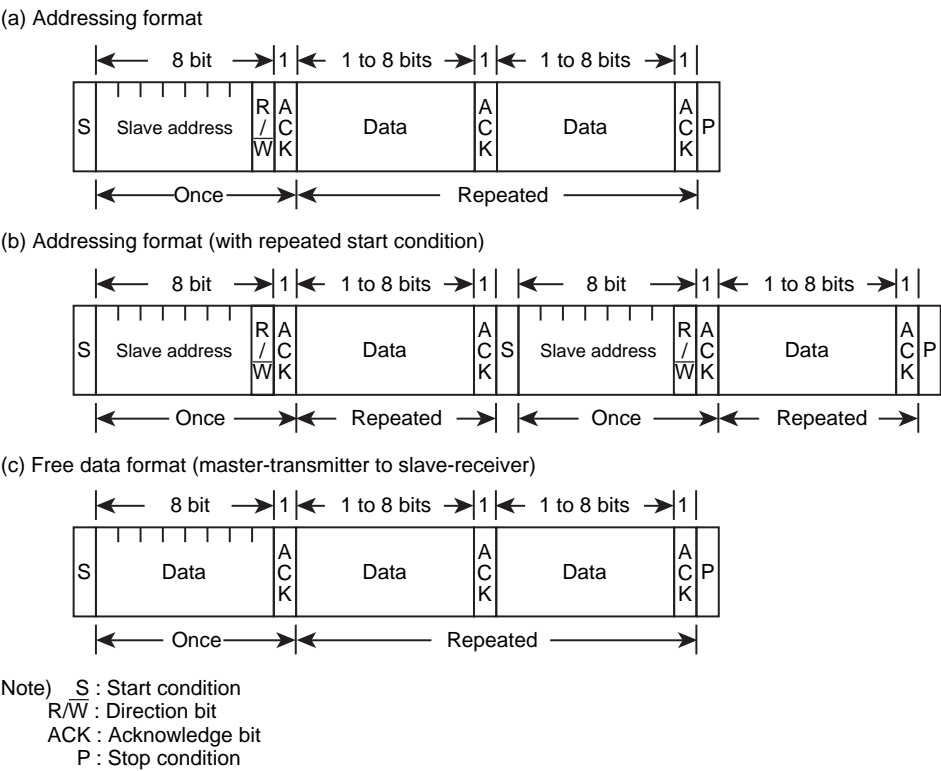 (a) Addressing format
8 bit 1 1 to 8 bits 1 1 to 8 bits 1
S Slave address R/W̅ ACK Data ACK Data ACK P
Once Repeated
(b) Addressing format (with repeated start condition)
8 bit 1 1 to 8 bits 1 8 bit 1 1 to 8 bits 1
S Slave address R/W̅ ACK Data ACK S Slave address R/W̅ ACK Data ACK P
Once Repeated Once Repeated
(c) Free data format (master-transmitter to slave-receiver)
8 bit 1 1 to 8 bits 1 1 to 8 bits 1
S Data ACK Data ACK Data ACK P
Once Repeated
Note) S : Start condition
R/W̅ : Direction bit
ACK : Acknowledge bit
P : Stop condition